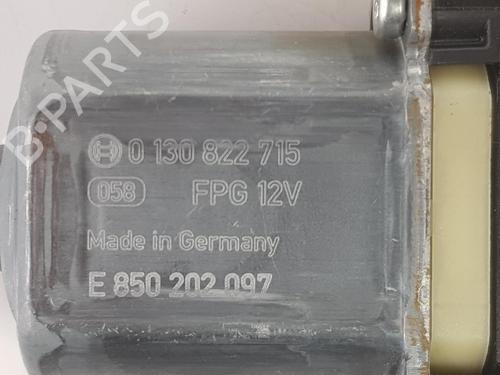 B-PARTS
0 130 822 715
058 FPG 12V
Made in Germany
E 850 202 097